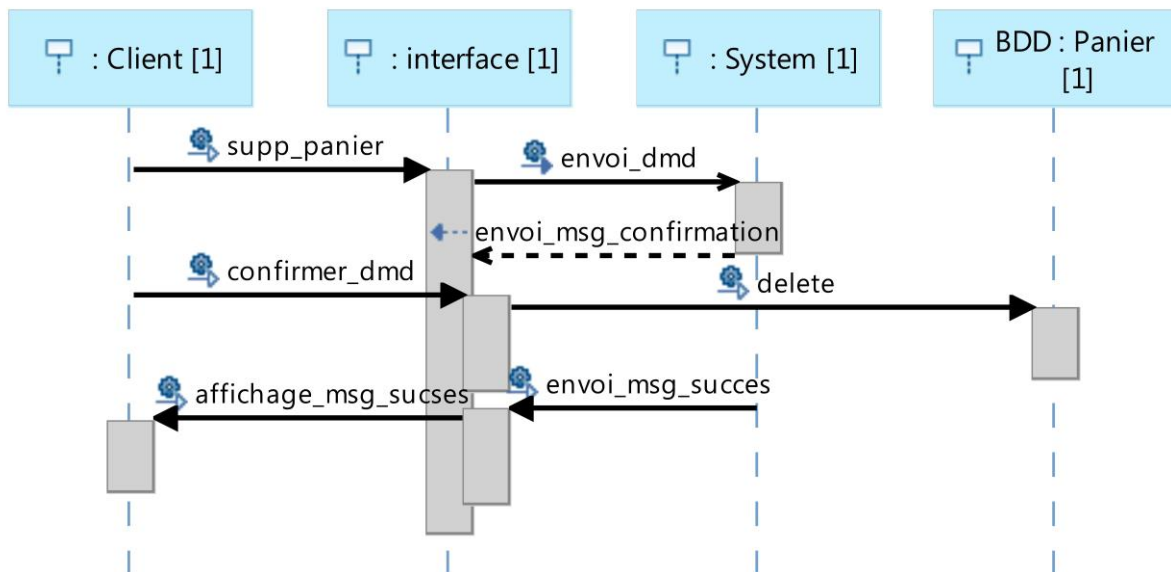 : Client [1]
: interface [1]
: System [1]
BDD : Panier
[1]
supp_panier
envoi_dmd
envoi_msg_confirmation
confirmer_dmd
delete
envoi_msg_succes
affichage_msg_sucses